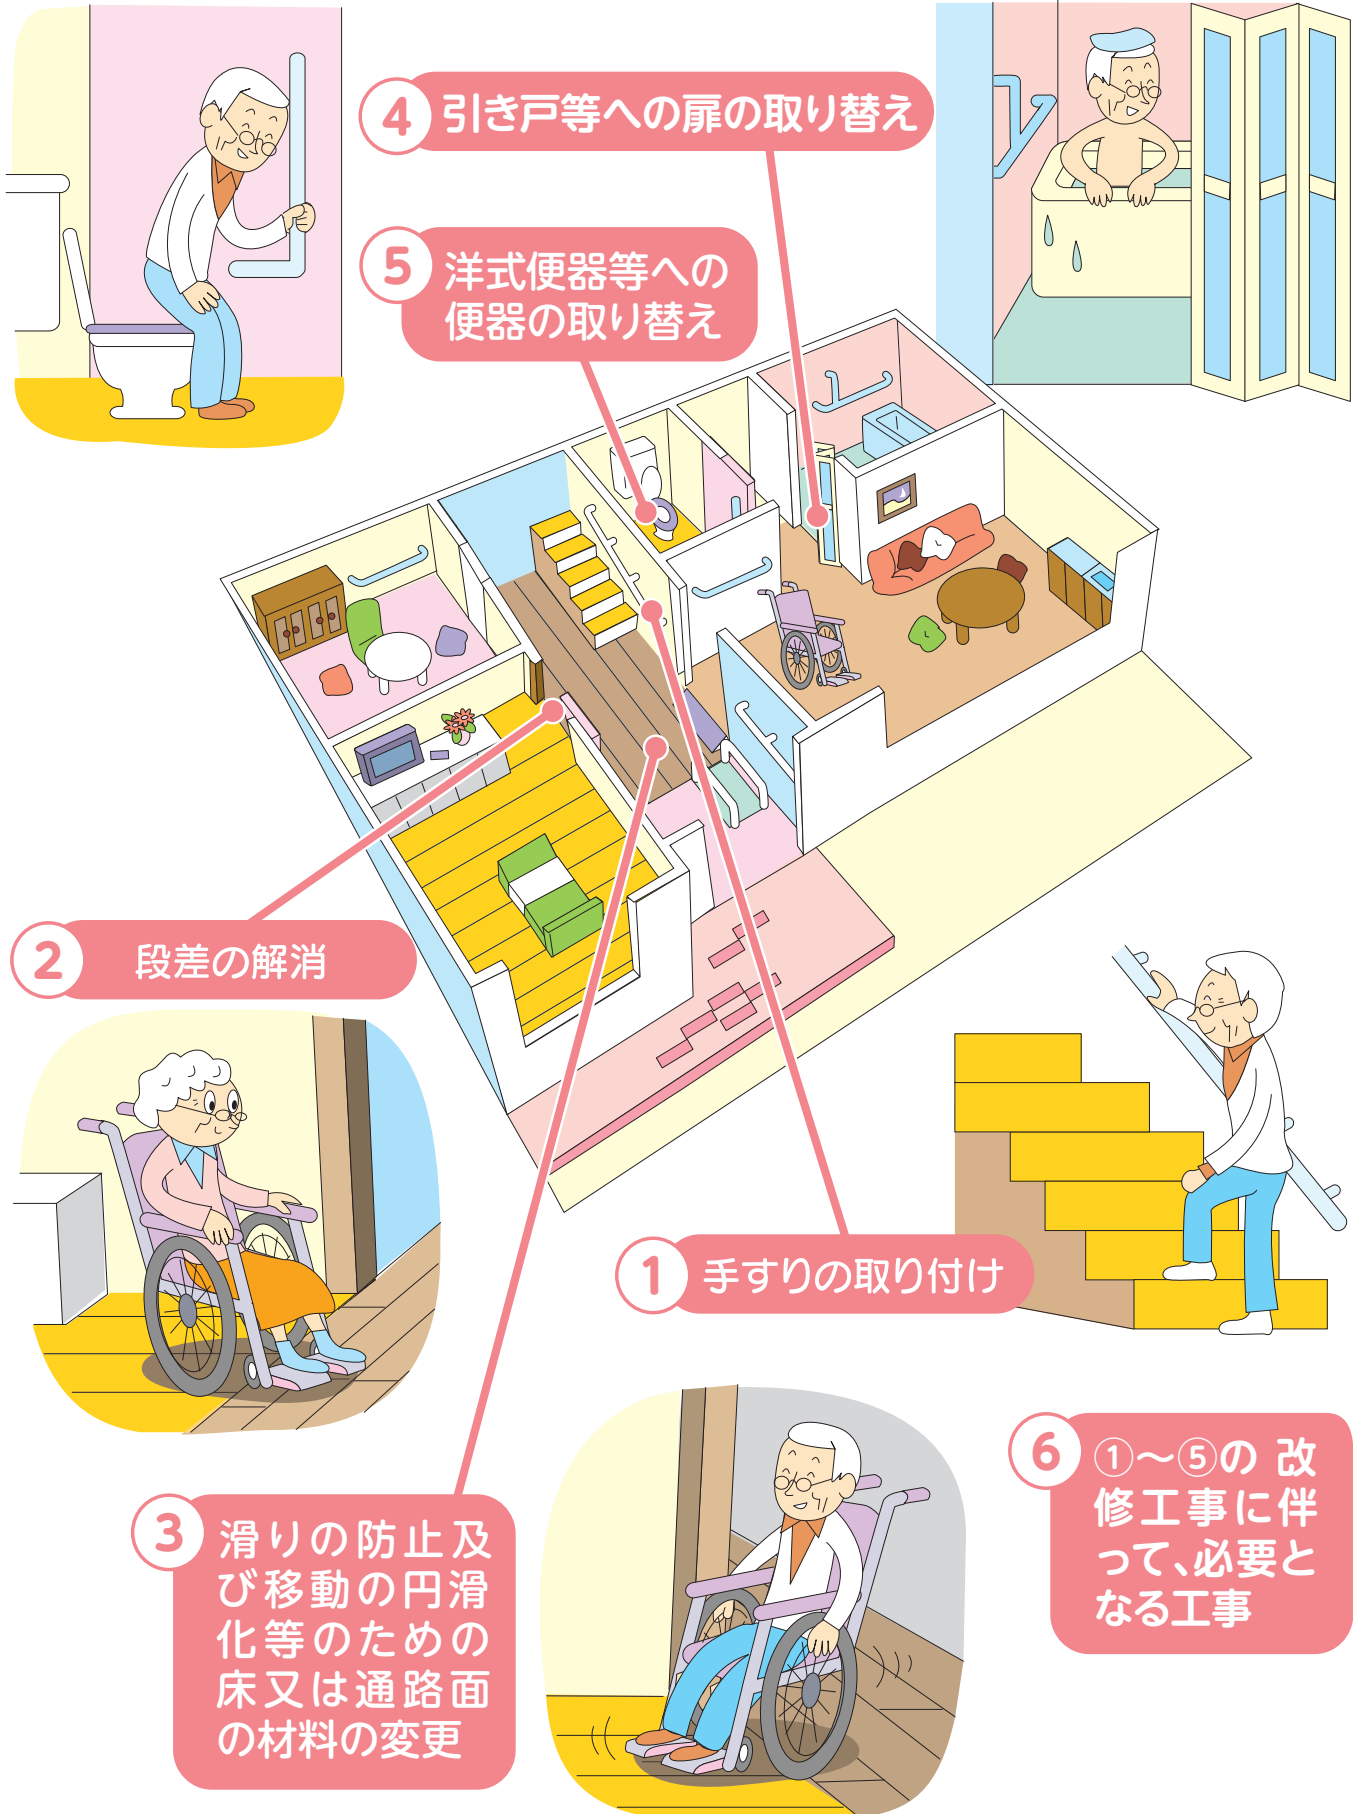 4 引き戸等への扉の取り替え
5 洋式便器等への
便器の取り替え
2 段差の解消
1 手すりの取り付け
3 滑りの防止及
び移動の円滑
化等のための
床又は通路面
の材料の変更
6 ①～⑤の 改
修工事に伴
って、必要と
なる工事